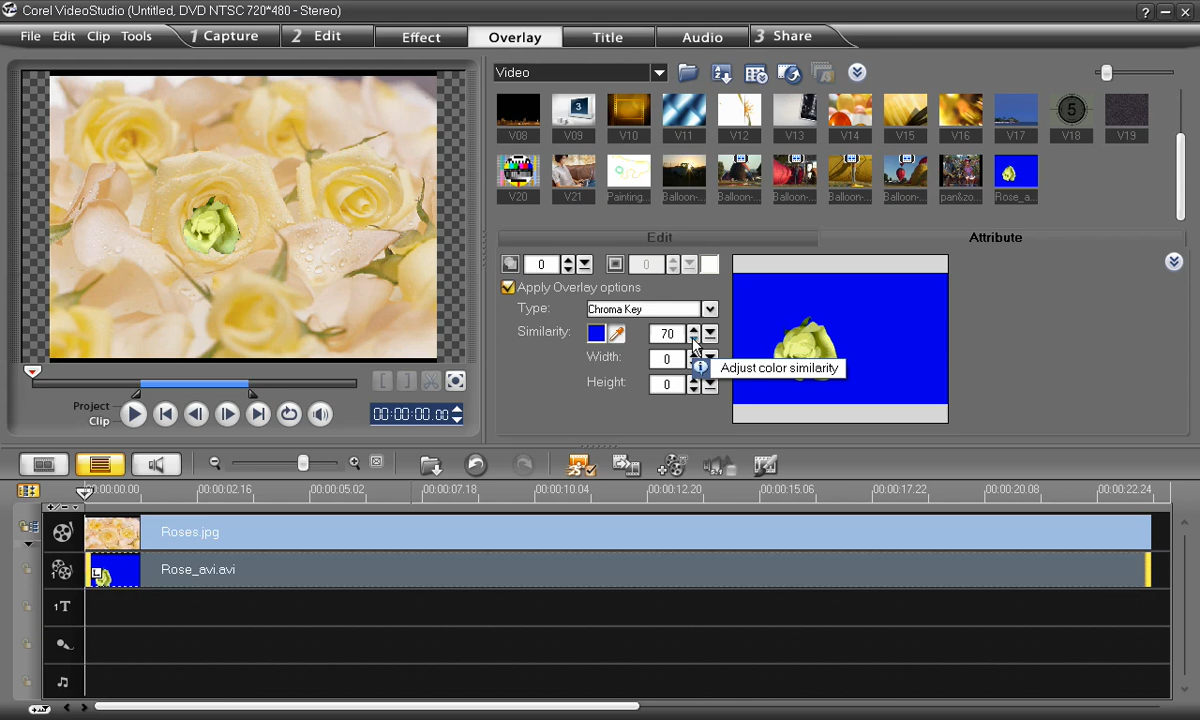 Corel VideoStudio (Untitled, DVD NTSC 720*480 - Stereo)
File Edit Clip Tools 1 Capture 2 Edit Effect Overlay Title Audio 3 Share
Video
3 5
V08 V09 V10 V11 V12 V13 V14 V15 V16 V17 V18 V19
V20 V21 Painting... Balloon-... Balloon-... Balloon-... Balloon-... Balloon-... pan&zo... Rose_a...
Edit Attribute
0 0
Apply Overlay options
Type: Chroma Key
Similarity: 70
Width: 0
Adjust color similarity
Height: 0
Project
Clip
00:00:00.00
00:00:00.00 00:00:02.16 00:00:05.02 00:00:07.18 00:00:10.04 00:00:12.20 00:00:15.06 00:00:17.22 00:00:20.08 00:00:22.24
Roses.jpg
Rose_avi.avi
1T